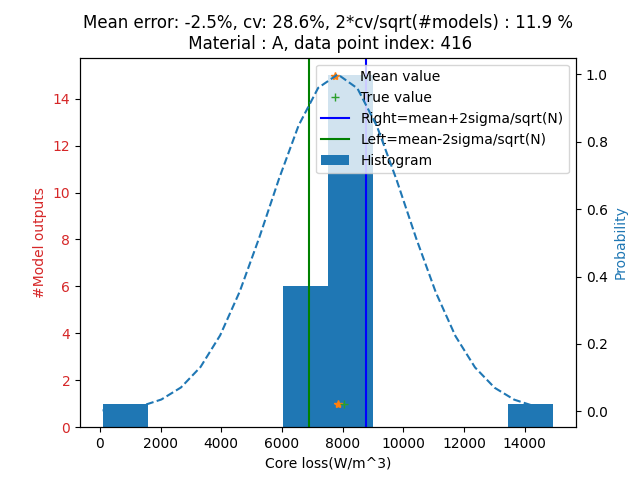 Mean error: -2.5%, cv: 28.6%, 2*cv/sqrt(#models) : 11.9 %
Material : A, data point index: 416
Mean value
True value
Right=mean+2sigma/sqrt(N)
Left=mean-2sigma/sqrt(N)
Histogram
#Model outputs
14
12
10
8
6
4
2
0
1.0
0.8
0.6
0.4
0.2
0.0
Probability
0 2000 4000 6000 8000 10000 12000 14000
Core loss(W/m^3)